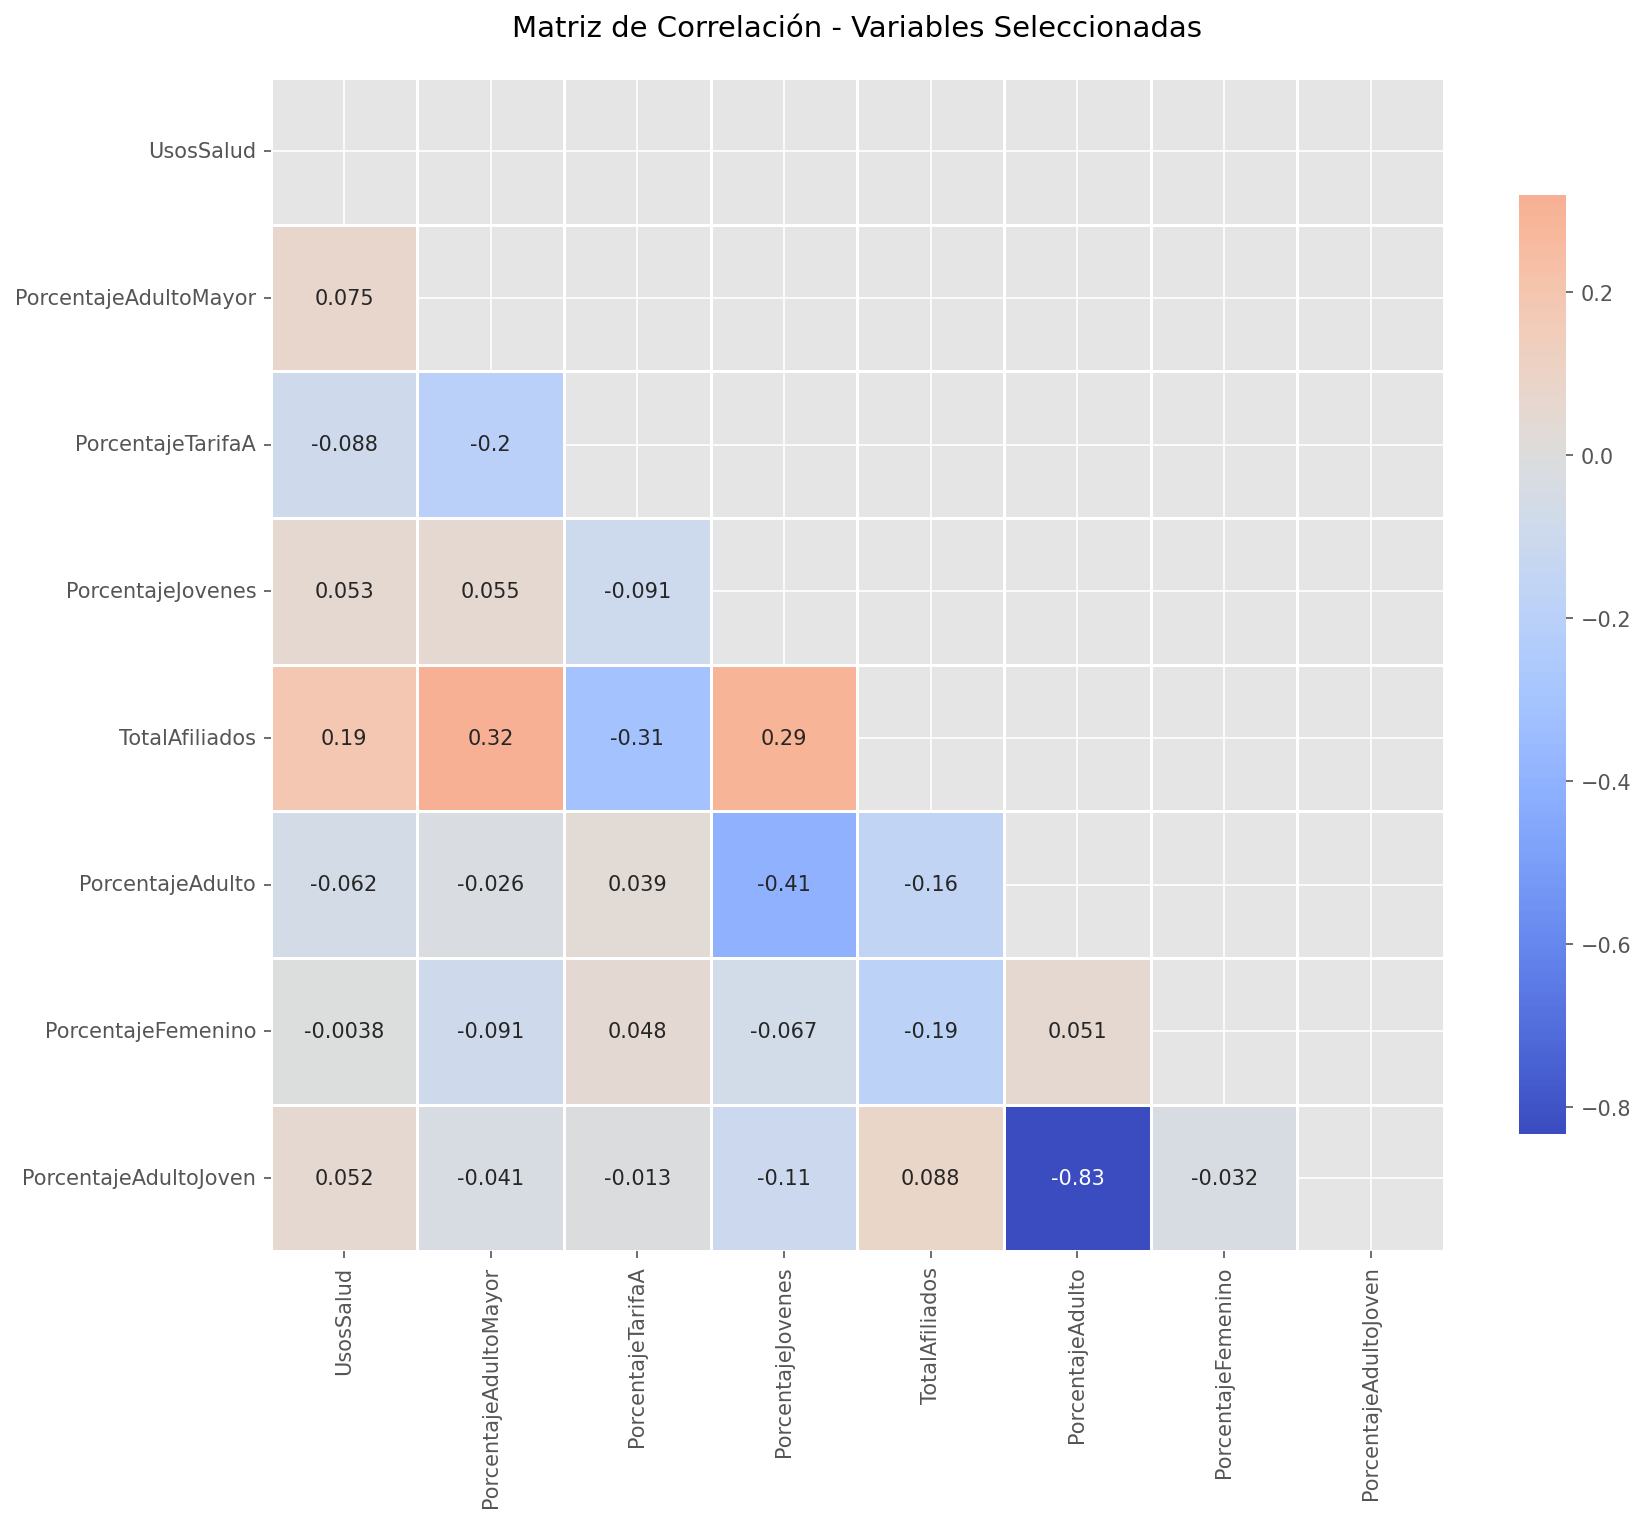 Matriz de Correlación - Variables Seleccionadas
UsosSalud
PorcentajeAdultoMayor 0.075
PorcentajeTarifaA -0.088 -0.2
PorcentajeJovenes 0.053 0.055 -0.091
TotalAfiliados 0.19 0.32 -0.31 0.29
PorcentajeAdulto -0.062 -0.026 0.039 -0.41 -0.16
PorcentajeFemenino -0.0038 -0.091 0.048 -0.067 -0.19 0.051
PorcentajeAdultoJoven 0.052 -0.041 -0.013 -0.11 0.088 -0.83 -0.032
UsosSalud
PorcentajeAdultoMayor
PorcentajeTarifaA
PorcentajeJovenes
TotalAfiliados
PorcentajeAdulto
PorcentajeFemenino
PorcentajeAdultoJoven
0.2
0.0
−0.2
−0.4
−0.6
−0.8